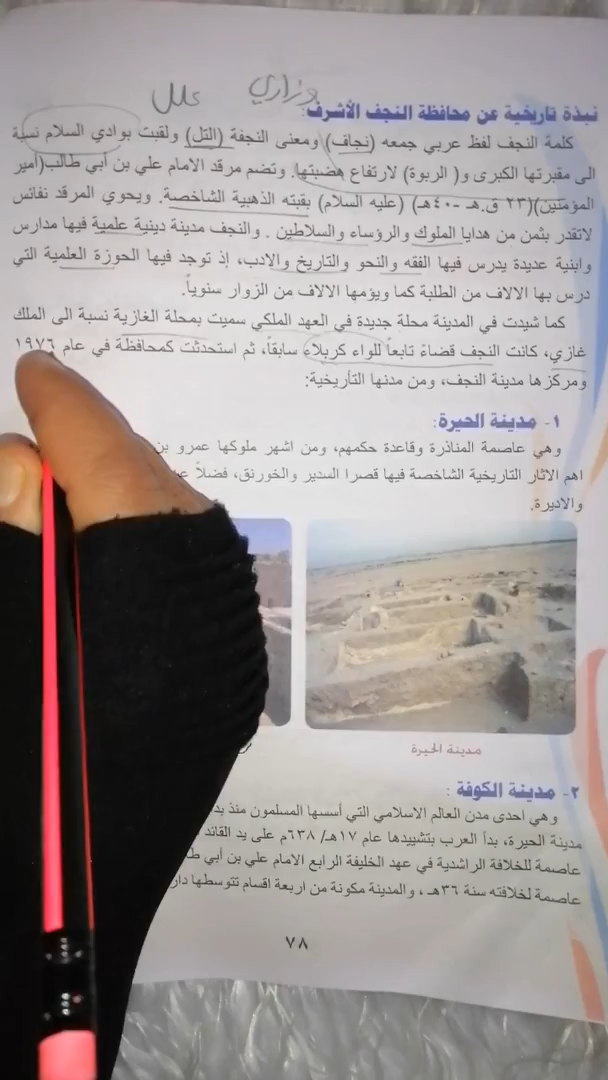 وزاري علل
نبذة تاريخية عن محافظة النجف الأشرف:
كلمة النجف لفظ عربي جمعه (نجاف) ومعنى النجفة (التل) ولقبت بوادي السلام نسبة
الى مقبرتها الكبرى و( الربوة) لارتفاع هضبتها. وتضم مرقد الامام علي بن أبي طالب(أمير
المؤمنين)(٢٣ ق.هـ -٤٠هـ) (عليه السلام) بقبته الذهبية الشاخصة. ويحوي المرقد نفائس
لاتقدر بثمن من هدايا الملوك والرؤساء والسلاطين . والنجف مدينة دينية علمية فيها مدارس
وابنية عديدة يدرس فيها الفقه والنحو والتاريخ والادب، إذ توجد فيها الحوزة العلمية التي
درس بها الالاف من الطلبة كما ويؤمها الالاف من الزوار سنوياً.
كما شيدت في المدينة محلة جديدة في العهد الملكي سميت بمحلة الغازية نسبة الى الملك
غازي، كانت النجف قضاءً تابعاً للواء كربلاء سابقاً، ثم استحدثت كمحافظة في عام ١٩٧٦
ومركزها مدينة النجف، ومن مدنها التأريخية:
١- مدينة الحيرة:
وهي عاصمة المناذرة وقاعدة حكمهم، ومن اشهر ملوكها عمرو بن
اهم الاثار التاريخية الشاخصة فيها قصرا السدير والخورنق، فضلاً
والاديرة.
مدينة الحيرة
٢- مدينة الكوفة :
وهي احدى مدن العالم الاسلامي التي أسسها المسلمون منذ
مدينة الحيرة، بدأ العرب بتشييدها عام ١٧هـ/ ٦٣٨م على يد القائد
عاصمة للخلافة الراشدية في عهد الخليفة الرابع الامام علي بن أبي
عاصمة لخلافته سنة ٣٦هـ ، والمدينة مكونة من اربعة اقسام تتوسطها
٧٨